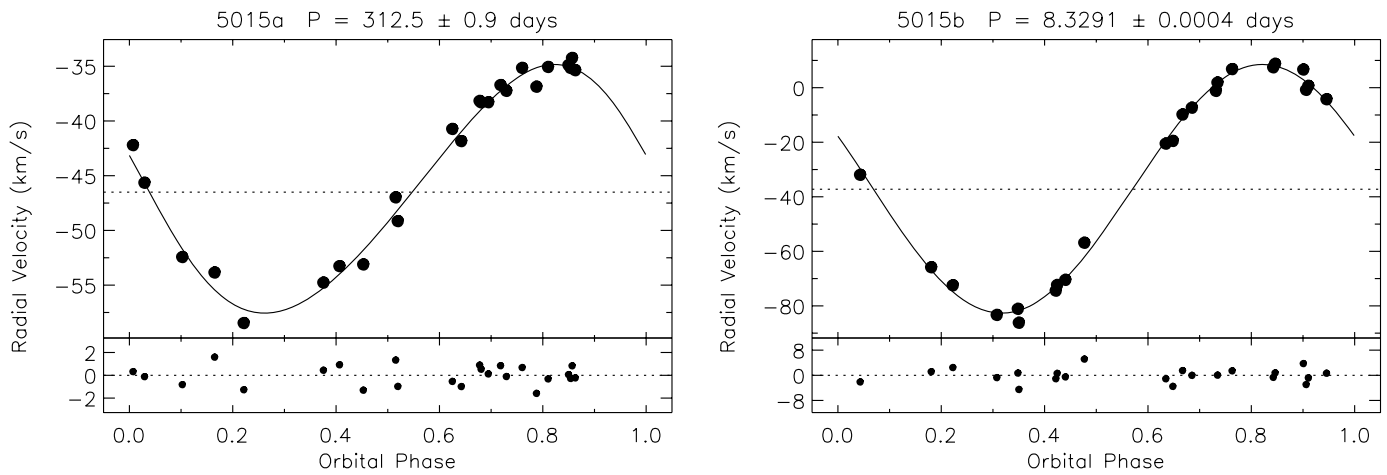 5015a P = 312.5 ± 0.9 days
Radial Velocity (km/s)
−35
−40
−45
−50
−55
2
0
−2
0.0 0.2 0.4 0.6 0.8 1.0
Orbital Phase
5015b P = 8.3291 ± 0.0004 days
Radial Velocity (km/s)
0
−20
−40
−60
−80
8
0
−8
0.0 0.2 0.4 0.6 0.8 1.0
Orbital Phase